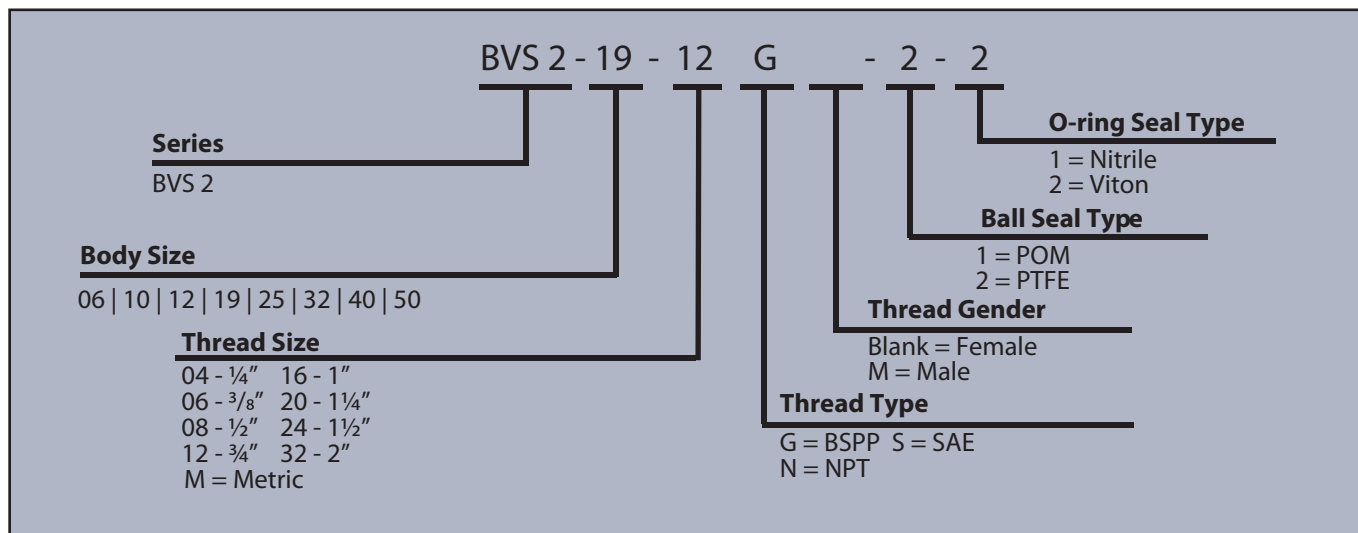 BVS 2 - 19 - 12 G - 2 - 2
O-ring Seal Type
1 = Nitrile
2 = Viton
Series
BVS 2
Ball Seal Type
1 = POM
2 = PTFE
Body Size
06 | 10 | 12 | 19 | 25 | 32 | 40 | 50
Thread Gender
Blank = Female
M = Male
Thread Size
04 - ¼” 16 - 1”
06 - ³/₈” 20 - 1¼”
08 - ½” 24 - 1½”
12 - ¾” 32 - 2”
M = Metric
Thread Type
G = BSPP S = SAE
N = NPT